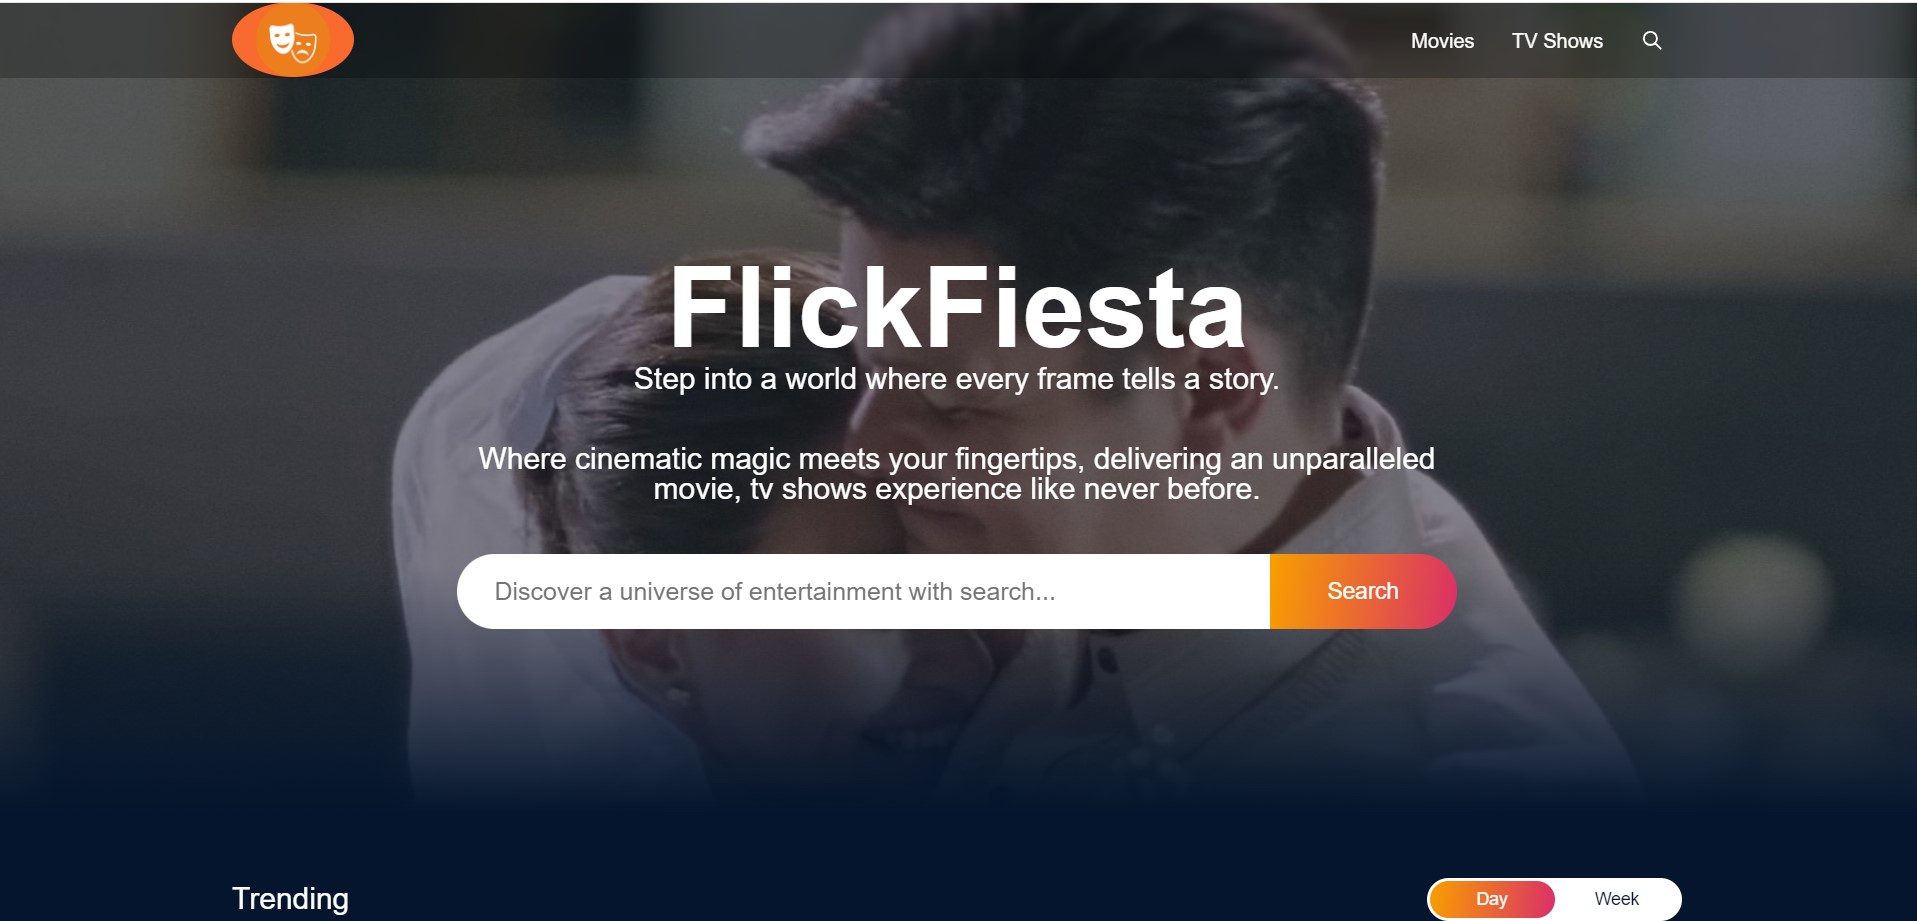 Movies TV Shows
FlickFiesta
Step into a world where every frame tells a story.
Where cinematic magic meets your fingertips, delivering an unparalleled
movie, tv shows experience like never before.
Discover a universe of entertainment with search...
Search
Trending
Day Week